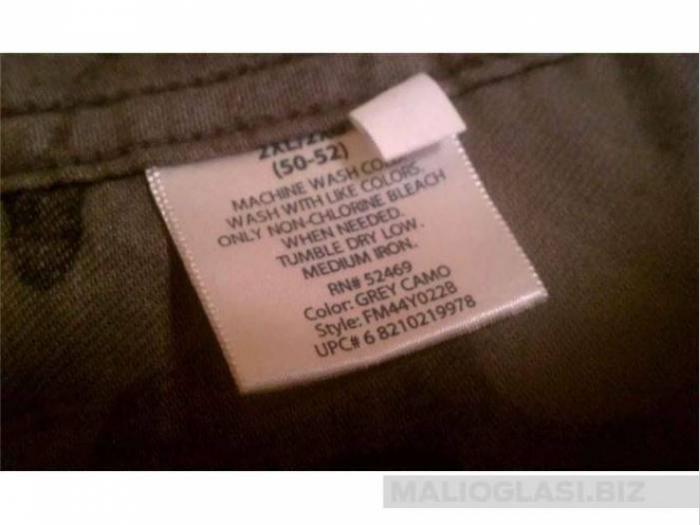 (50-52)
MACHINE WASH
WASH WITH LIKE COLORS.
ONLY NON-CHLORINE BLEACH
WHEN NEEDED.
TUMBLE DRY LOW.
MEDIUM IRON.
RN# 52469
Color: GREY CAMO
Style: FM44Y0228
UPC# 6 8210219978
MALIOGLASI.BIZ